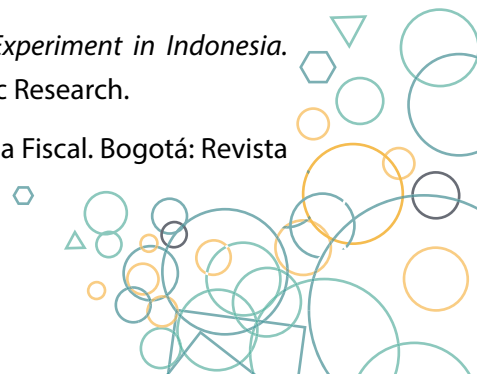 Experiment in Indonesia.
c Research.
a Fiscal. Bogotá: Revista